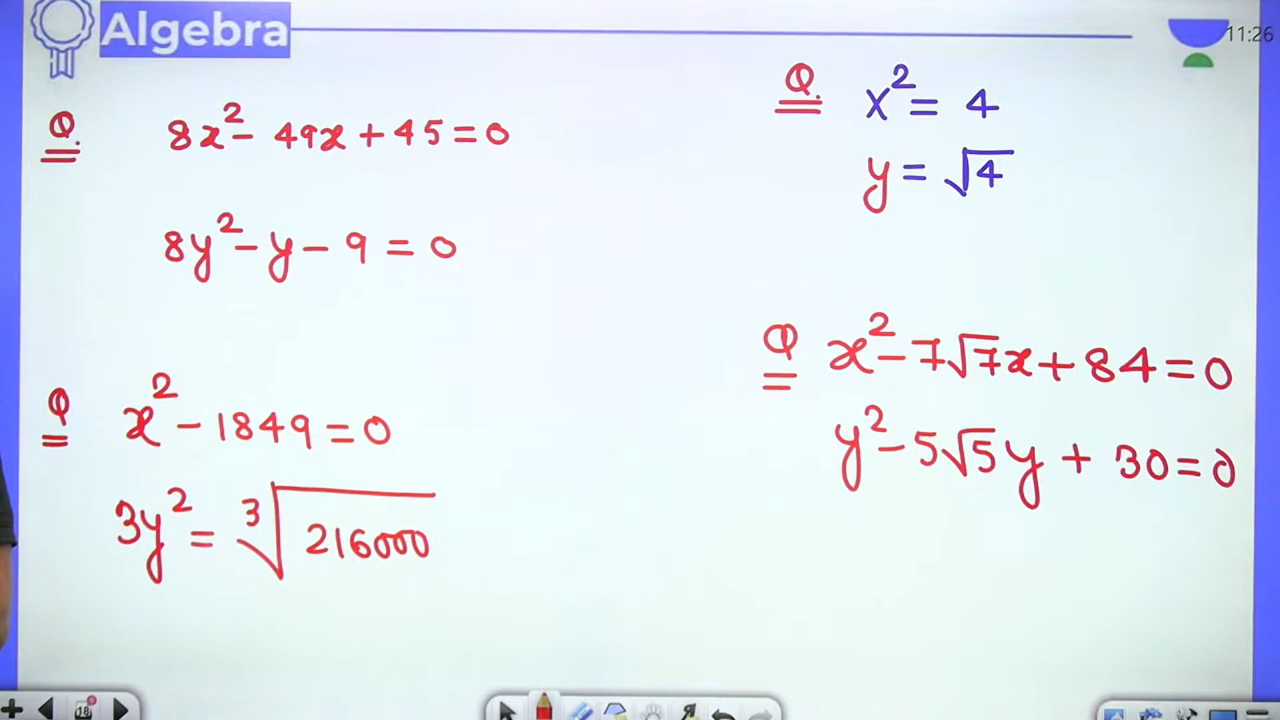 Algebra
11:26
Q. 8x² - 49x + 45 = 0
8y² - y - 9 = 0
Q. x² = 4
y = √4
Q x² - 1849 = 0
3y² = ∛216000
Q x² - 7√7x + 84 = 0
y² - 5√5y + 30 = 0
18